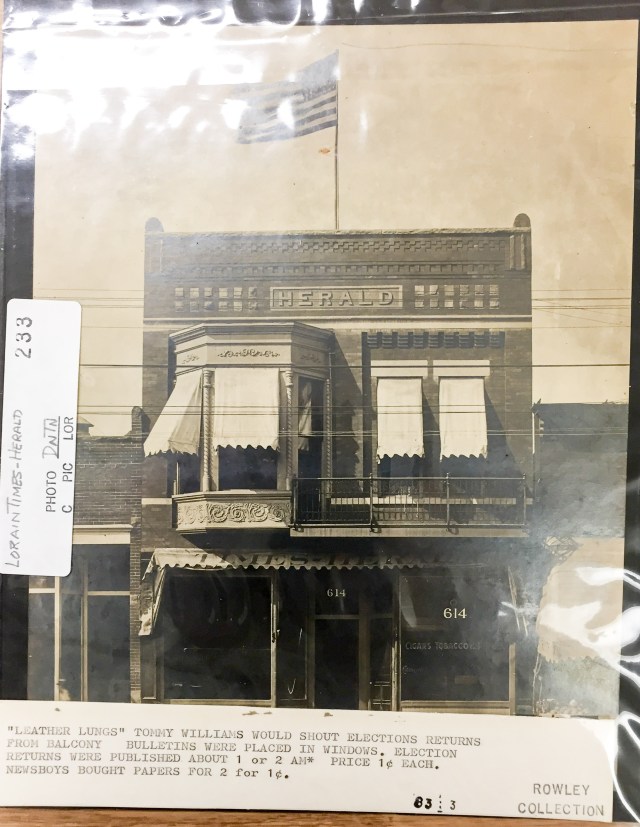 HERALD
614
614
CIGARS TOBACCOS
LORAIN TIMES-HERALD
233
PHOTO DNTN
C PIC LOR
"LEATHER LUNGS" TOMMY WILLIAMS WOULD SHOUT ELECTIONS RETURNS
FROM BALCONY BULLETINS WERE PLACED IN WINDOWS. ELECTION
RETURNS WERE PUBLISHED ABOUT 1 or 2 AM* PRICE 1¢ EACH.
NEWSBOYS BOUGHT PAPERS FOR 2 for 1¢.
83 3
ROWLEY
COLLECTION